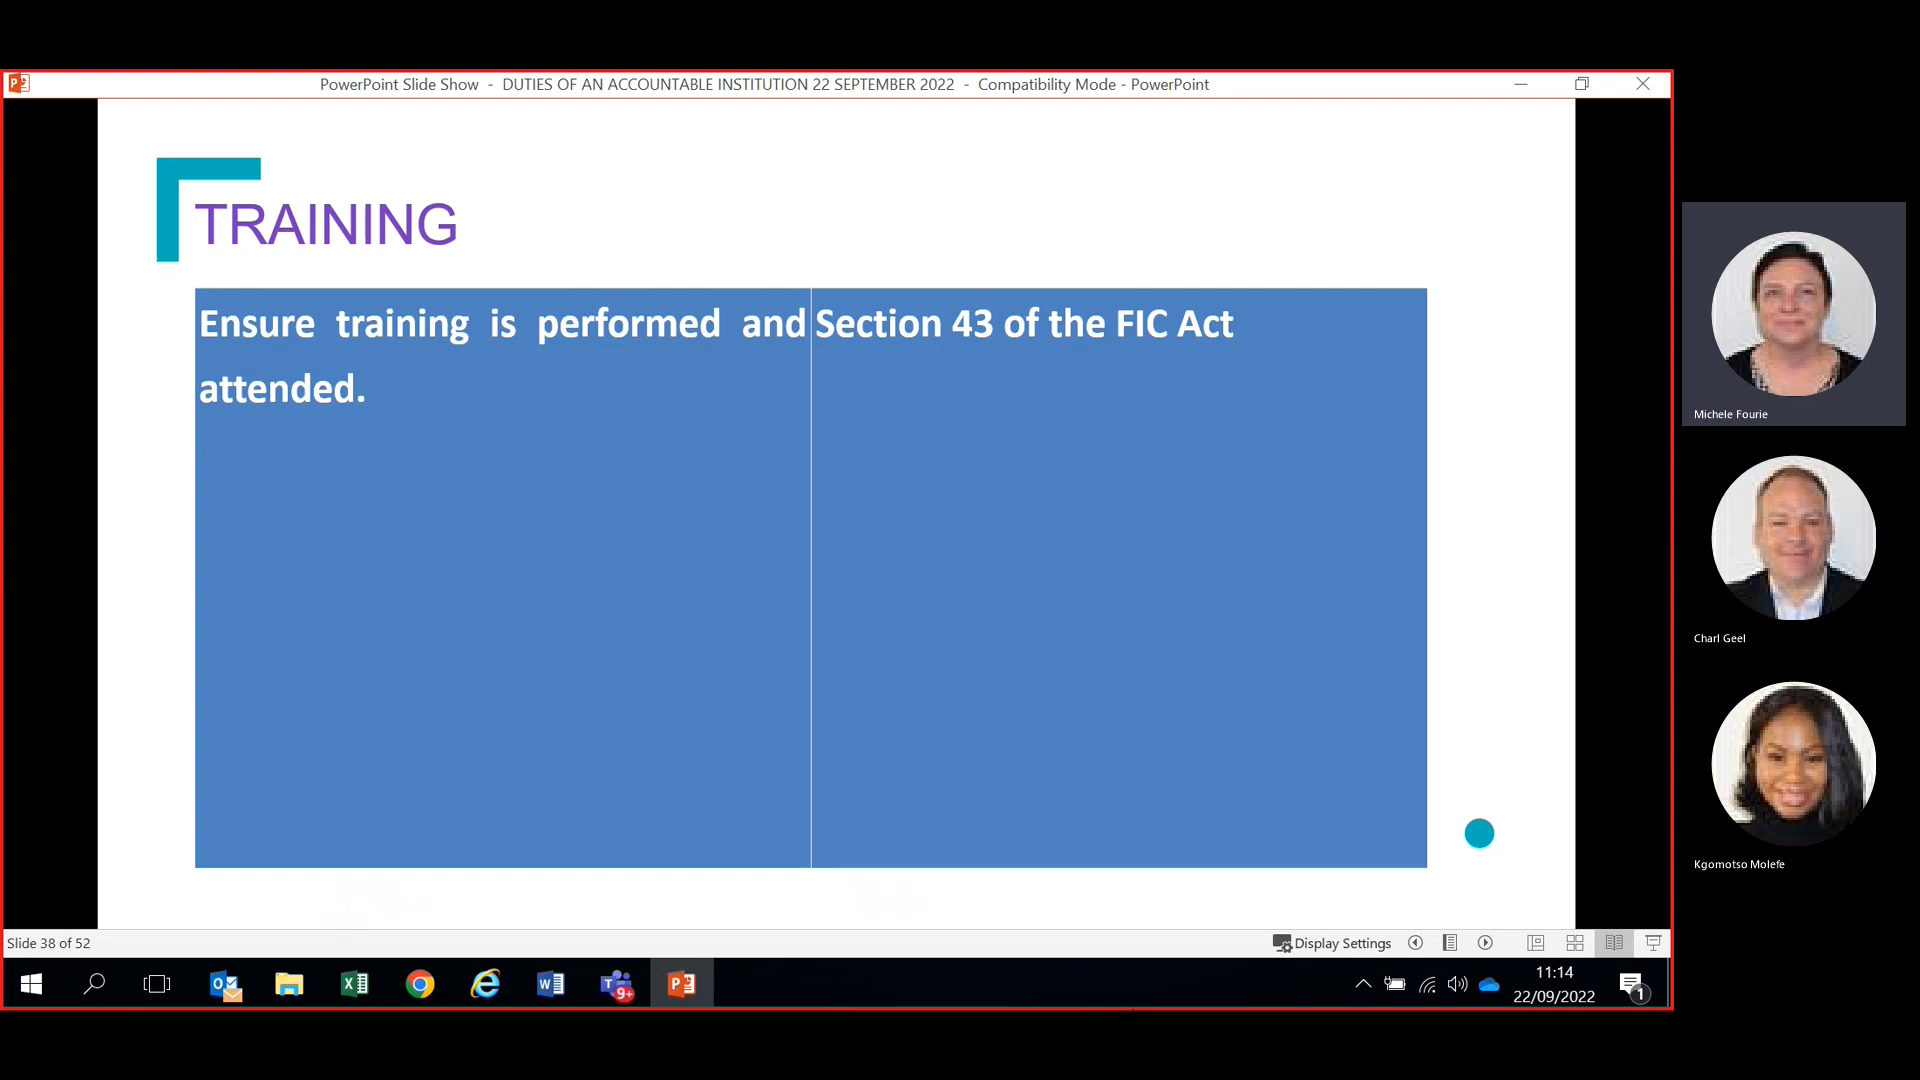 PowerPoint Slide Show - DUTIES OF AN ACCOUNTABLE INSTITUTION 22 SEPTEMBER 2022 - Compatibility Mode - PowerPoint
TRAINING
Ensure training is performed and
attended.
Section 43 of the FIC Act
Michele Fourie
Charl Geel
Kgomotso Molefe
Slide 38 of 52
Display Settings
9+
11:14
22/09/2022
1